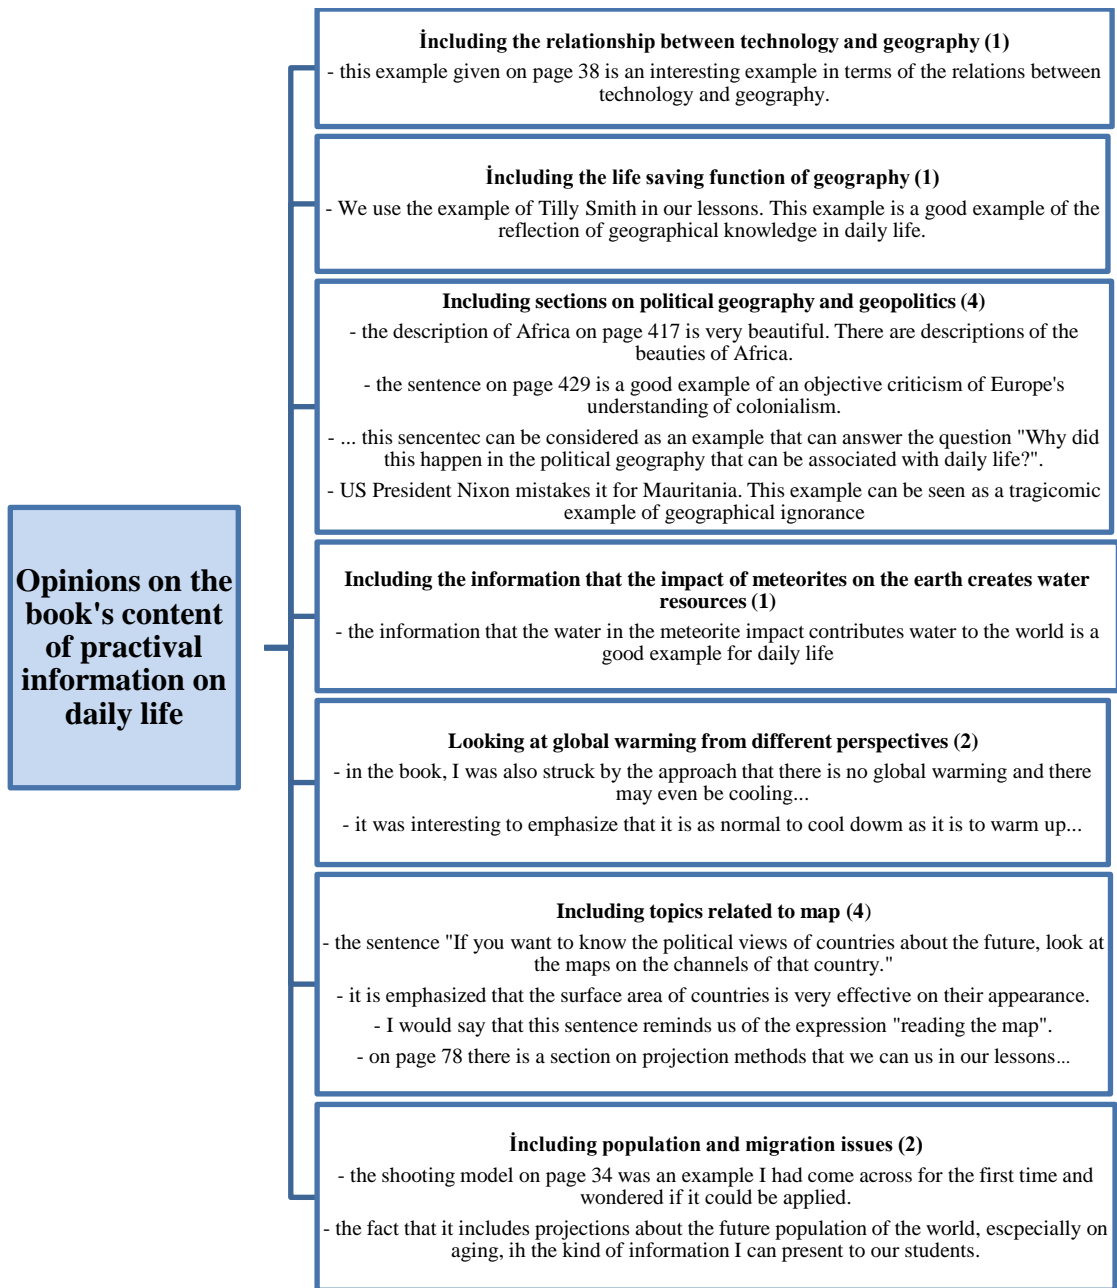 İncluding the relationship between technology and geography (1)
- this example given on page 38 is an interesting example in terms of the relations between
technology and geography.
İncluding the life saving function of geography (1)
- We use the example of Tilly Smith in our lessons. This example is a good example of the
reflection of geographical knowledge in daily life.
Including sections on political geography and geopolitics (4)
- the description of Africa on page 417 is very beautiful. There are descriptions of the
beauties of Africa.
- the sentence on page 429 is a good example of an objective criticism of Europe's
understanding of colonialism.
- ... this sencentec can be considered as an example that can answer the question "Why did
this happen in the political geography that can be associated with daily life?".
- US President Nixon mistakes it for Mauritania. This example can be seen as a tragicomic
example of geographical ignorance
Opinions on the
book's content
of practival
information on
daily life
Including the information that the impact of meteorites on the earth creates water
resources (1)
- the information that the water in the meteorite impact contributes water to the world is a
good example for daily life
Looking at global warming from different perspectives (2)
- in the book, I was also struck by the approach that there is no global warming and there
may even be cooling...
- it was interesting to emphasize that it is as normal to cool dowm as it is to warm up...
Including topics related to map (4)
- the sentence "If you want to know the political views of countries about the future, look at
the maps on the channels of that country."
- it is emphasized that the surface area of countries is very effective on their appearance.
- I would say that this sentence reminds us of the expression "reading the map".
- on page 78 there is a section on projection methods that we can us in our lessons...
İncluding population and migration issues (2)
- the shooting model on page 34 was an example I had come across for the first time and
wondered if it could be applied.
- the fact that it includes projections about the future population of the world, escpecially on
aging, ih the kind of information I can present to our students.